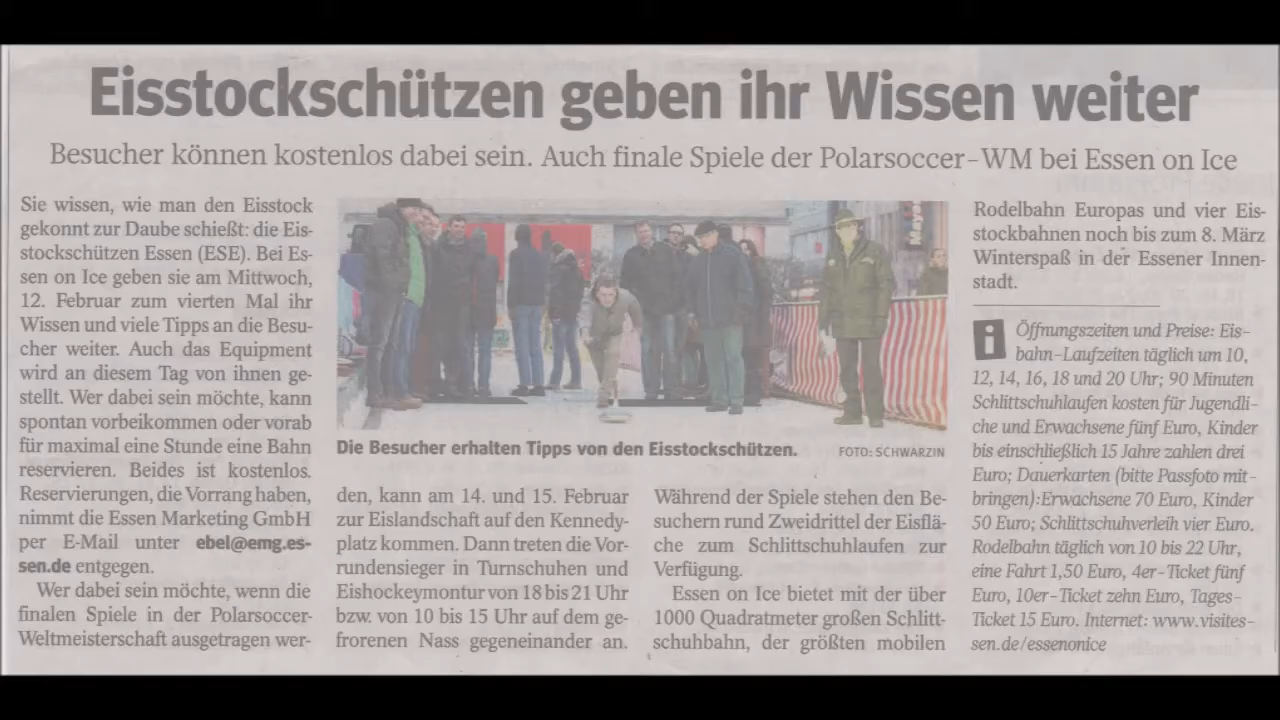 Eisstockschützen geben ihr Wissen weiter
Besucher können kostenlos dabei sein. Auch finale Spiele der Polarsoccer-WM bei Essen on Ice
Sie wissen, wie man den Eisstock
gekonnt zur Daube schießt: die Eis-
stockschützen Essen (ESE). Bei Es-
sen on Ice geben sie am Mittwoch,
12. Februar zum vierten Mal ihr
Wissen und viele Tipps an die Besu-
cher weiter. Auch das Equipment
wird an diesem Tag von ihnen ge-
stellt. Wer dabei sein möchte, kann
spontan vorbeikommen oder vorab
für maximal eine Stunde eine Bahn
reservieren. Beides ist kostenlos.
Reservierungen, die Vorrang haben,
nimmt die Essen Marketing GmbH
per E-Mail unter ebel@emg.es-
sen.de entgegen.
Wer dabei sein möchte, wenn die
finalen Spiele in der Polarsoccer-
Weltmeisterschaft ausgetragen wer-
Die Besucher erhalten Tipps von den Eisstockschützen.
FOTO: SCHWARZIN
den, kann am 14. und 15. Februar
zur Eislandschaft auf den Kennedy-
platz kommen. Dann treten die Vor-
rundensieger in Turnschuhen und
Eishockeymontur von 18 bis 21 Uhr
bzw. von 10 bis 15 Uhr auf dem ge-
frorenen Nass gegeneinander an.
Während der Spiele stehen den Be-
suchern rund Zweidrittel der Eisflä-
che zum Schlittschuhlaufen zur
Verfügung.
Essen on Ice bietet mit der über
1000 Quadratmeter großen Schlitt-
schuhbahn, der größten mobilen
Rodelbahn Europas und vier Eis-
stockbahnen noch bis zum 8. März
Winterspaß in der Essener Innen-
stadt.
i Öffnungszeiten und Preise: Eis-
bahn-Laufzeiten täglich um 10,
12, 14, 16, 18 und 20 Uhr; 90 Minuten
Schlittschuhlaufen kosten für Jugendli-
che und Erwachsene fünf Euro, Kinder
bis einschließlich 15 Jahre zahlen drei
Euro; Dauerkarten (bitte Passfoto mit-
bringen):Erwachsene 70 Euro, Kinder
50 Euro; Schlittschuhverleih vier Euro.
Rodelbahn täglich von 10 bis 22 Uhr,
eine Fahrt 1,50 Euro, 4er-Ticket fünf
Euro, 10er-Ticket zehn Euro, Tages-
Ticket 15 Euro. Internet: www.visites-
sen.de/essenonice